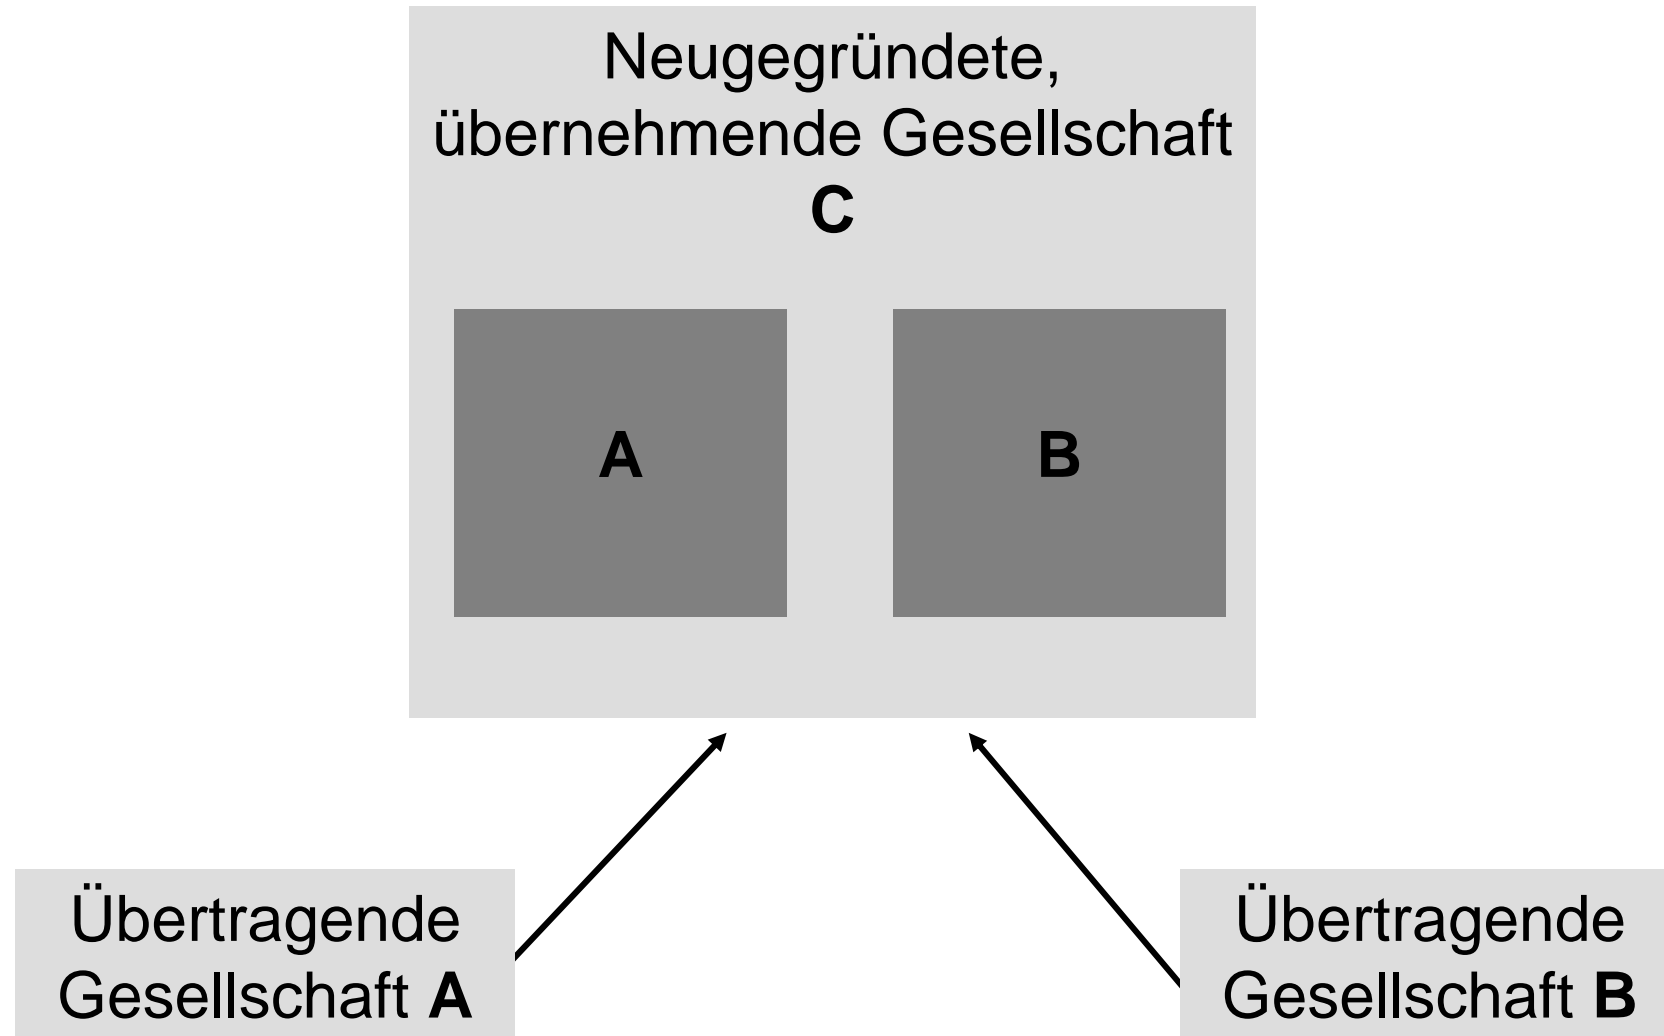 Neugegründete,
übernehmende Gesellschaft
C
A
B
Übertragende
Gesellschaft A
Übertragende
Gesellschaft B